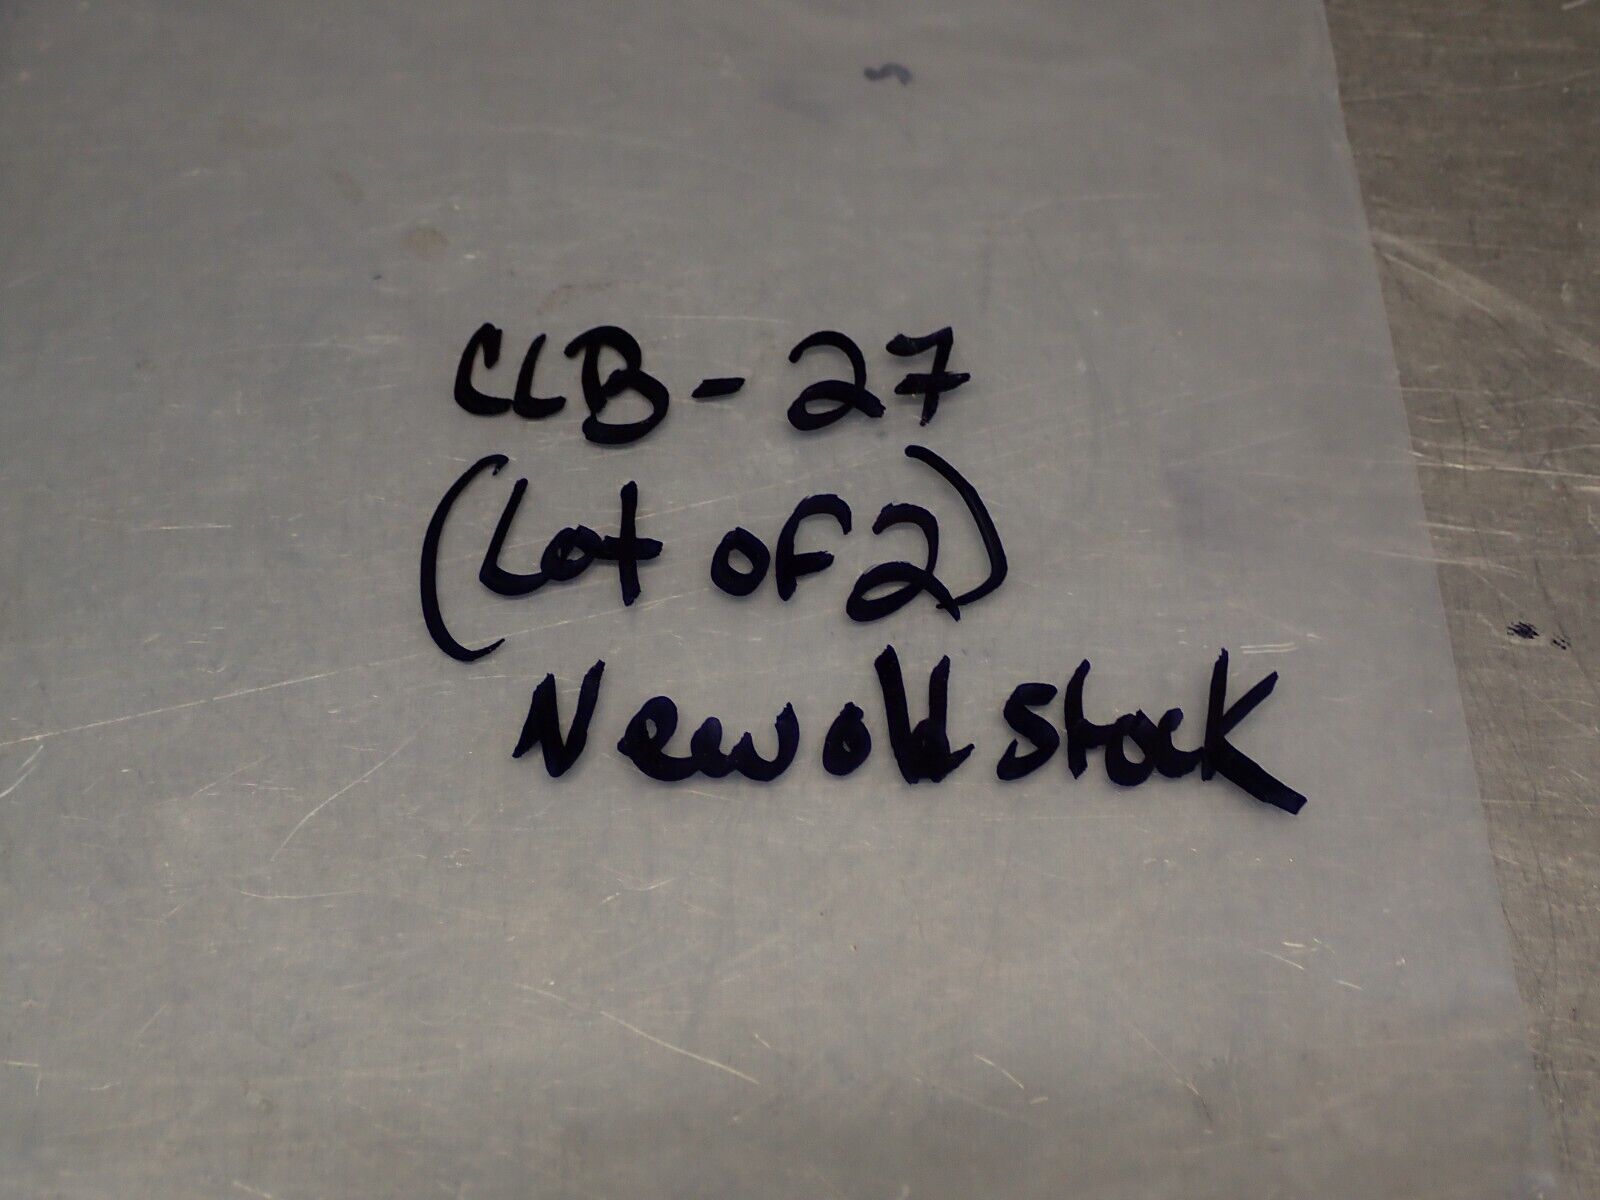 CLB-27
(Lot of 2)
New old Stock